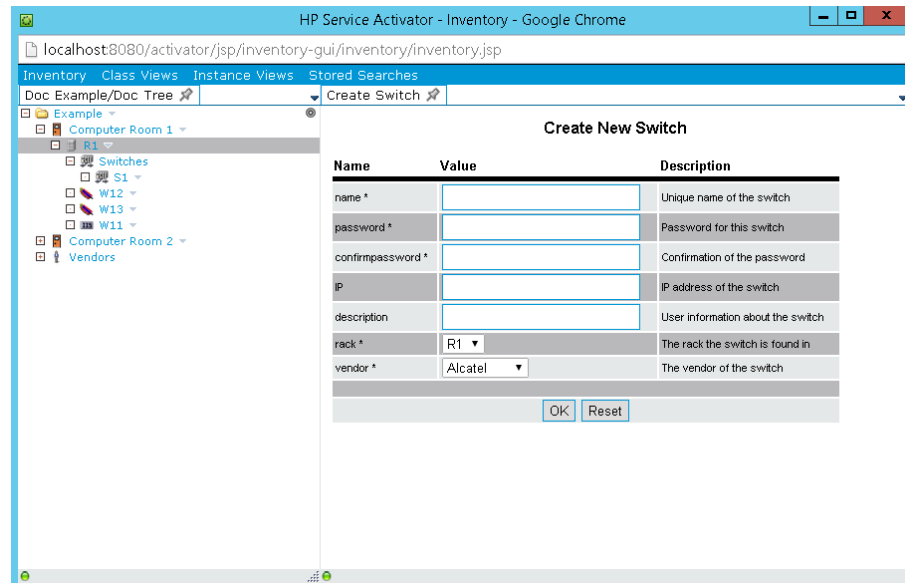 HP Service Activator - Inventory - Google Chrome
localhost:8080/activator/jsp/inventory-gui/inventory/inventory.jsp
Inventory Class Views Instance Views Stored Searches
Doc Example/Doc Tree
Example
Computer Room 1
R1
Switches
S1
W12
W13
W11
Computer Room 2
Vendors
Create Switch
Create New Switch
Name Value Description
name * Unique name of the switch
password * Password for this switch
confirmpassword * Confirmation of the password
IP IP address of the switch
description User information about the switch
rack * R1 The rack the switch is found in
vendor * Alcatel The vendor of the switch
OK Reset